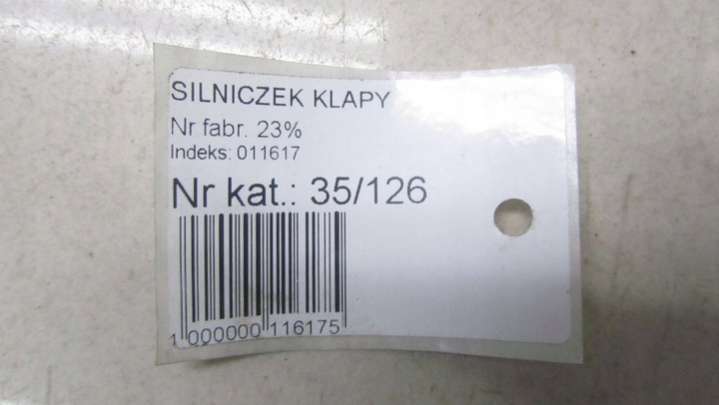 SILNICZEK KLAPY
Nr fabr. 23%
Indeks: 011617
Nr kat.: 35/126
1 000000 116175